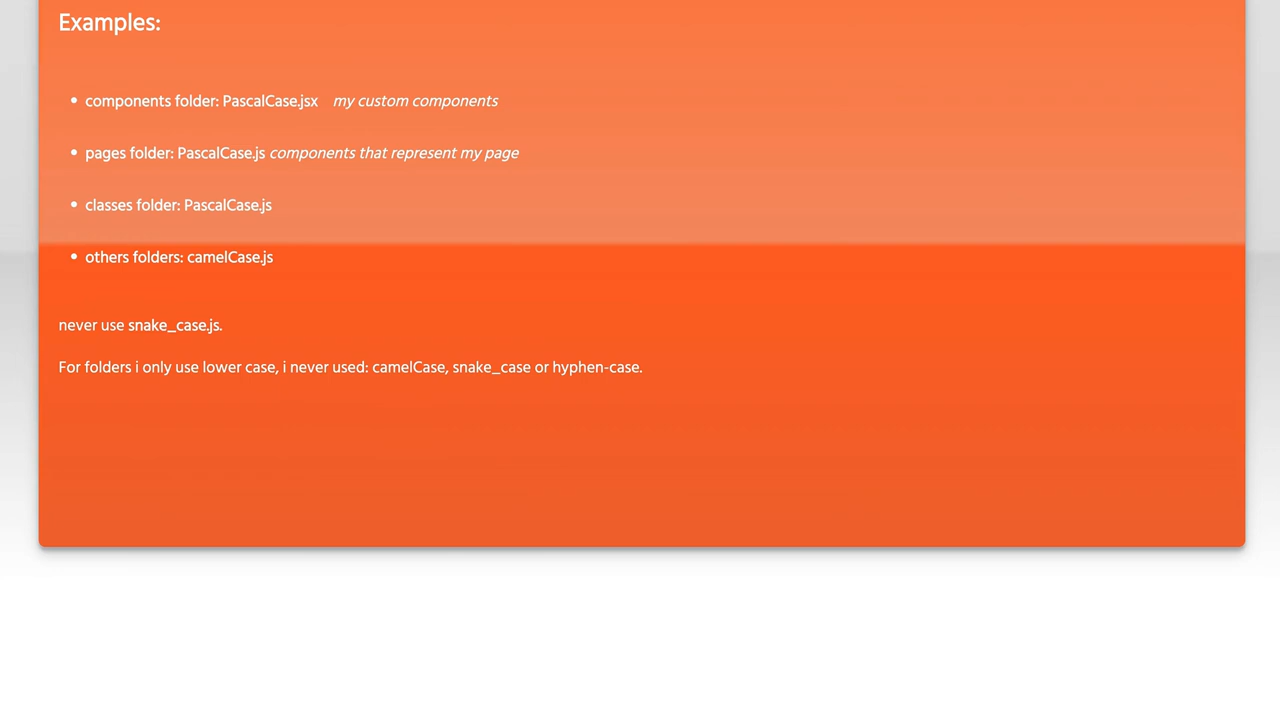 Examples:
• components folder: PascalCase.jsx my custom components
• pages folder: PascalCase.js components that represent my page
• classes folder: PascalCase.js
• others folders: camelCase.js
never use snake_case.js.
For folders i only use lower case, i never used: camelCase, snake_case or hyphen-case.